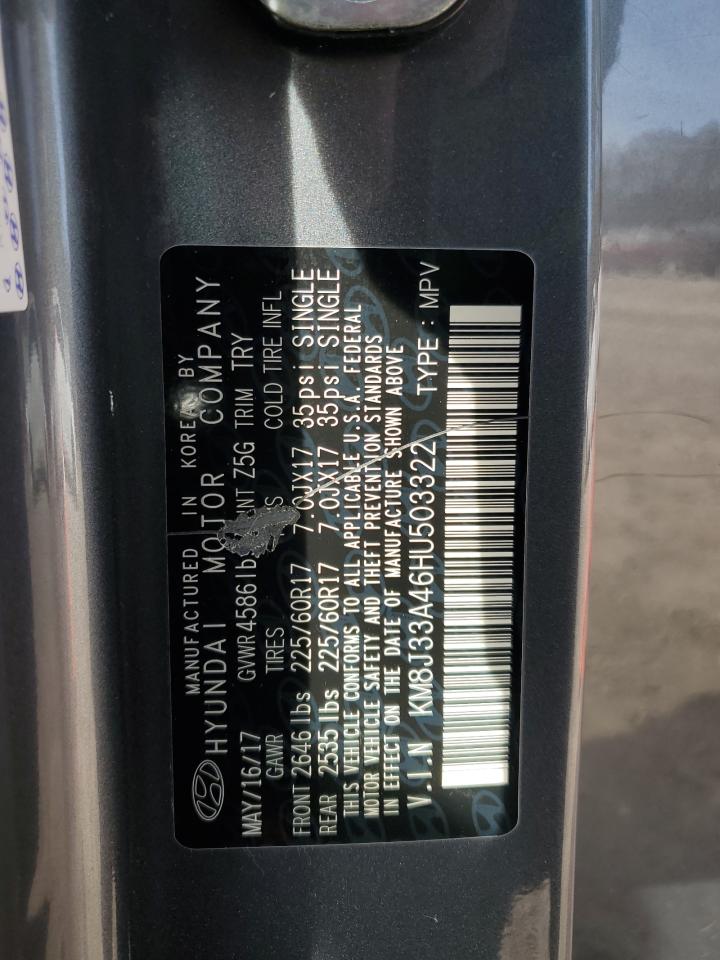 MANUFACTURED IN KOREA BY
HYUNDAI MOTOR COMPANY
MAY/16/17 GVWR 4586 lb Z5G TRIM TRY
GAWR TIRES COLD TIRE INFL
FRONT 2646 lbs 225/60R17 7.0JX17 35psi SINGLE
REAR 2535 lbs 225/60R17 7.0JX17 35psi SINGLE
THIS VEHICLE CONFORMS TO ALL APPLICABLE U.S.A. FEDERAL
MOTOR VEHICLE SAFETY AND THEFT PREVENTION STANDARDS
IN EFFECT ON THE DATE OF MANUFACTURE SHOWN ABOVE
V.I.N KM8J33A46HU503322 TYPE : MPV